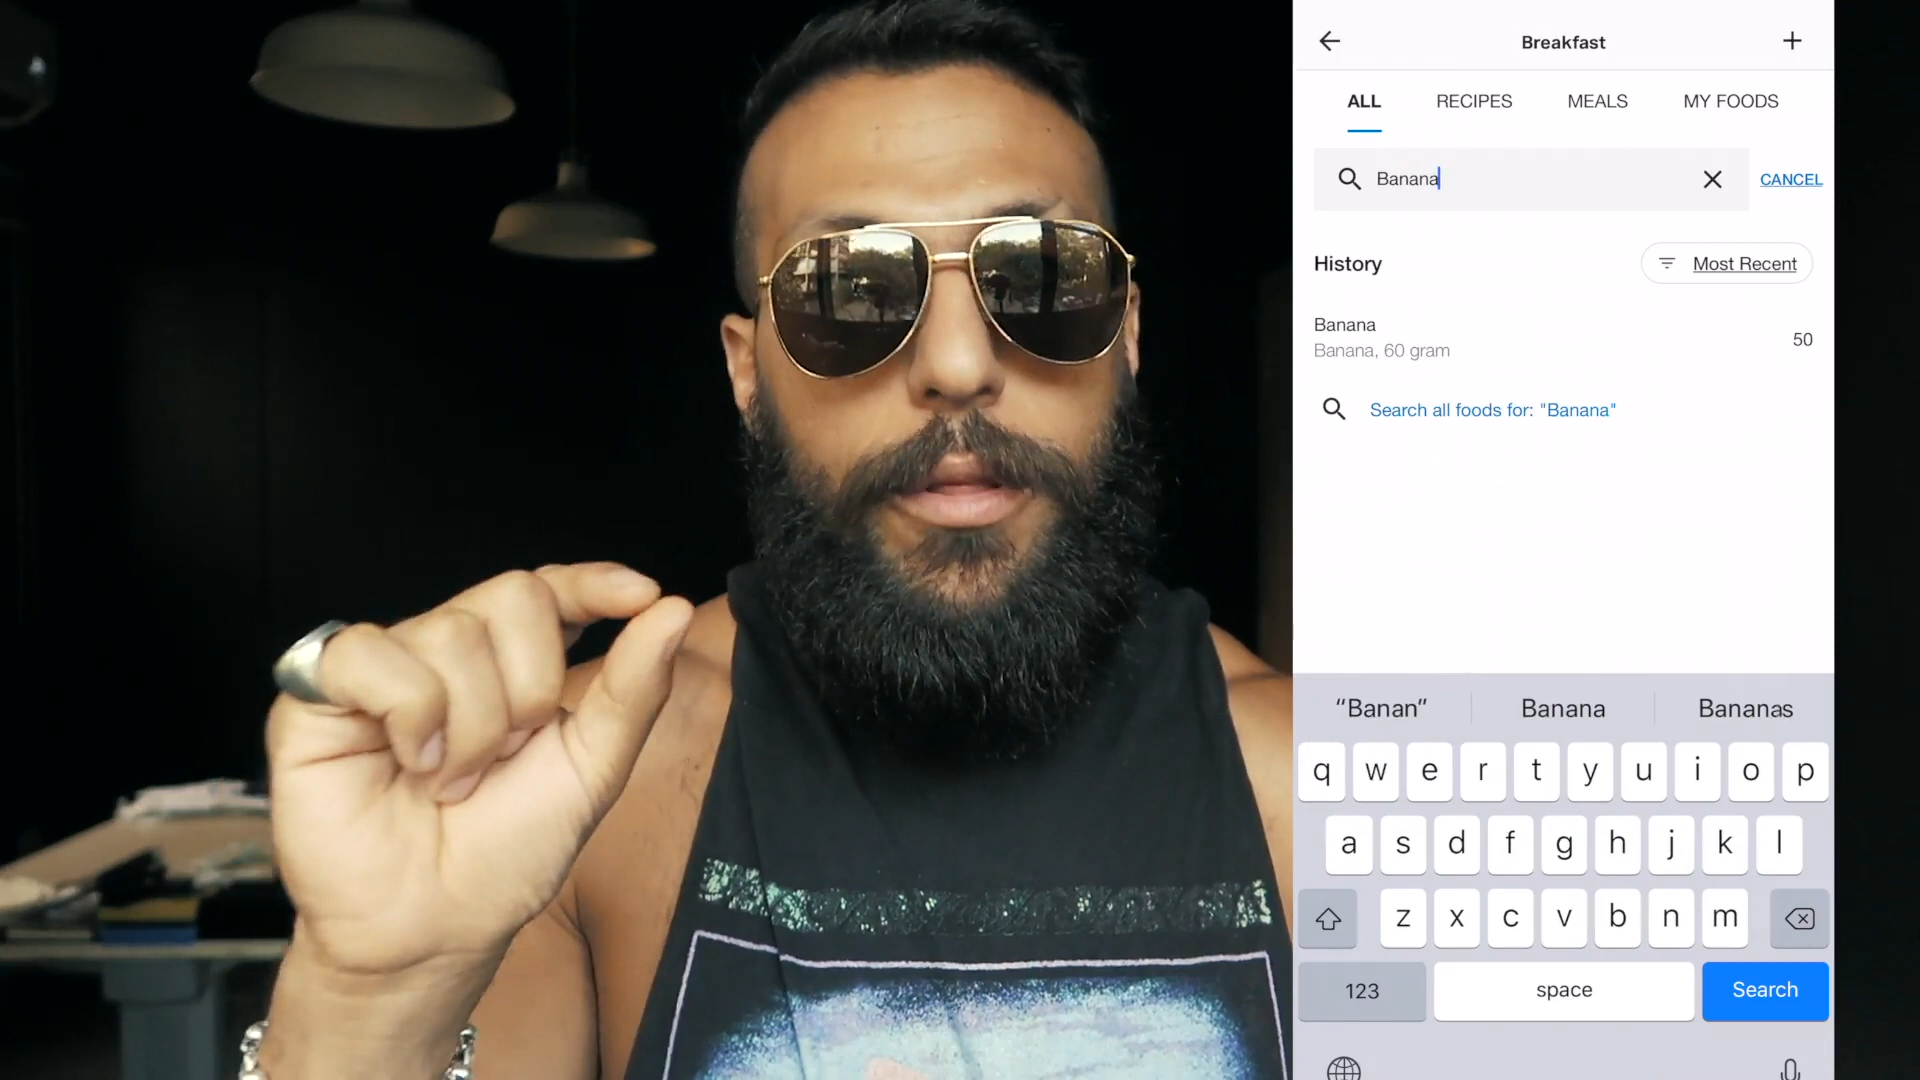 Breakfast
ALL RECIPES MEALS MY FOODS
Banana CANCEL
History Most Recent
Banana
Banana, 60 gram
50
Search all foods for: "Banana"
“Banan” Banana Bananas
q w e r t y u i o p
a s d f g h j k l
z x c v b n m
123 space Search